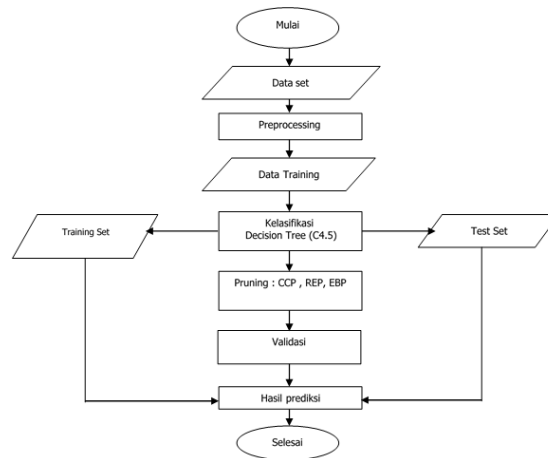 Mulai
Data set
Preprocessing
Data Training
Kelasifikasi
Decision Tree (C4.5)
Training Set
Test Set
Pruning : CCP , REP, EBP
Validasi
Hasil prediksi
Selesai